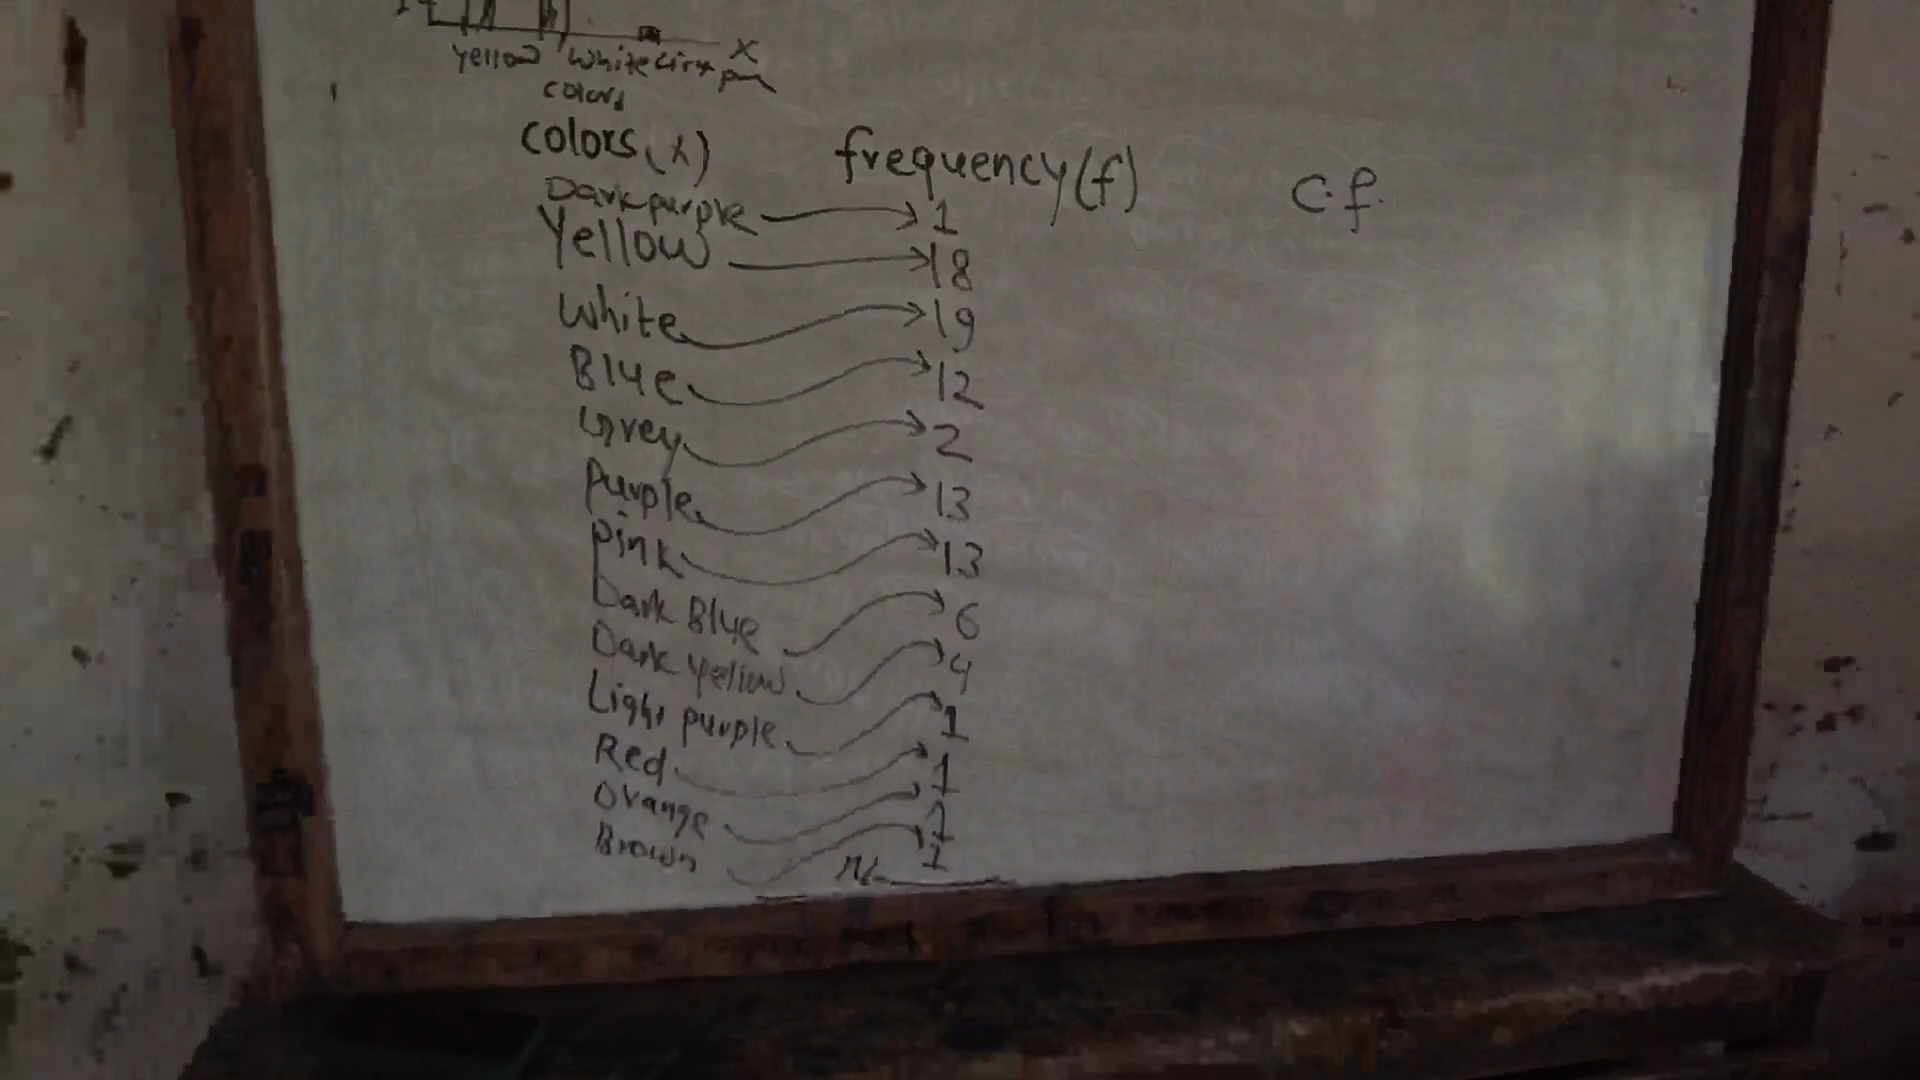 Yellow White
colors
colors(x) frequency(f) c.f.
Dark purple 1
Yellow 18
white 19
Blue 12
Grey 2
purple 13
pink 13
Dark Blue 6
Dark yellow 4
Light purple 1
Red 1
Orange 1
Brown 1